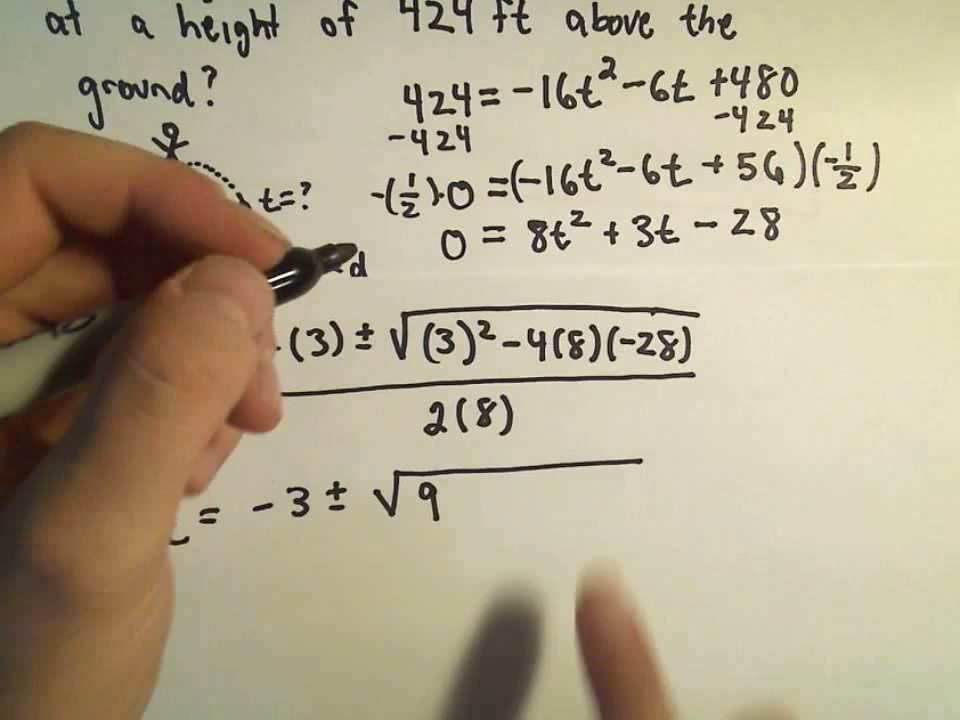 at a height of 424 ft above the
ground?
424 = -16t² - 6t + 480
-424 -424
t=?
-(1/2)·0 = (-16t² - 6t + 56)(-1/2)
0 = 8t² + 3t - 28
d
(3) ± √(3)² - 4(8)(-28)
2(8)
= -3 ± √9